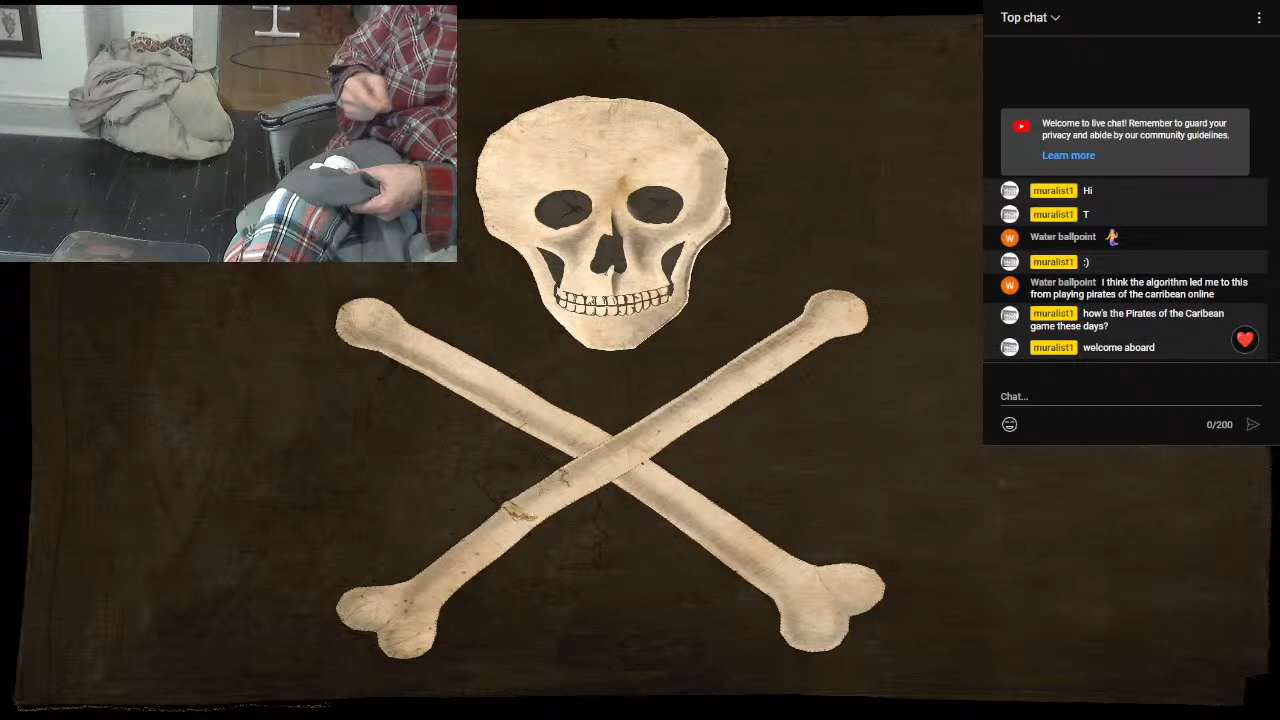 Top chat
Welcome to live chat! Remember to guard your
privacy and abide by our community guidelines.
Learn more
muralist1 Hi
muralist1 T
W Water ballpoint
muralist1 :)
W Water ballpoint I think the algorithm led me to this
from playing pirates of the carribean online
muralist1 how's the Pirates of the Caribean
game these days?
muralist1 welcome aboard
Chat...
0/200